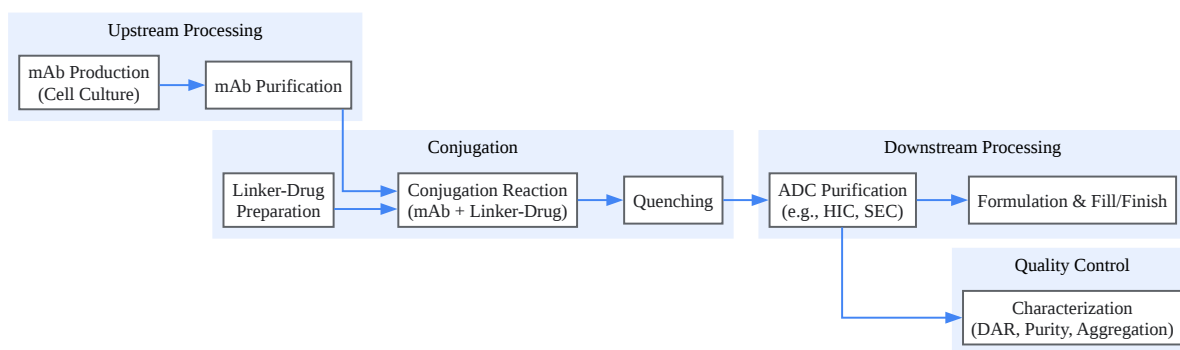 Upstream Processing
mAb Production
(Cell Culture)
mAb Purification
Conjugation
Linker-Drug
Preparation
Conjugation Reaction
(mAb + Linker-Drug)
Quenching
Downstream Processing
ADC Purification
(e.g., HIC, SEC)
Formulation & Fill/Finish
Quality Control
Characterization
(DAR, Purity, Aggregation)